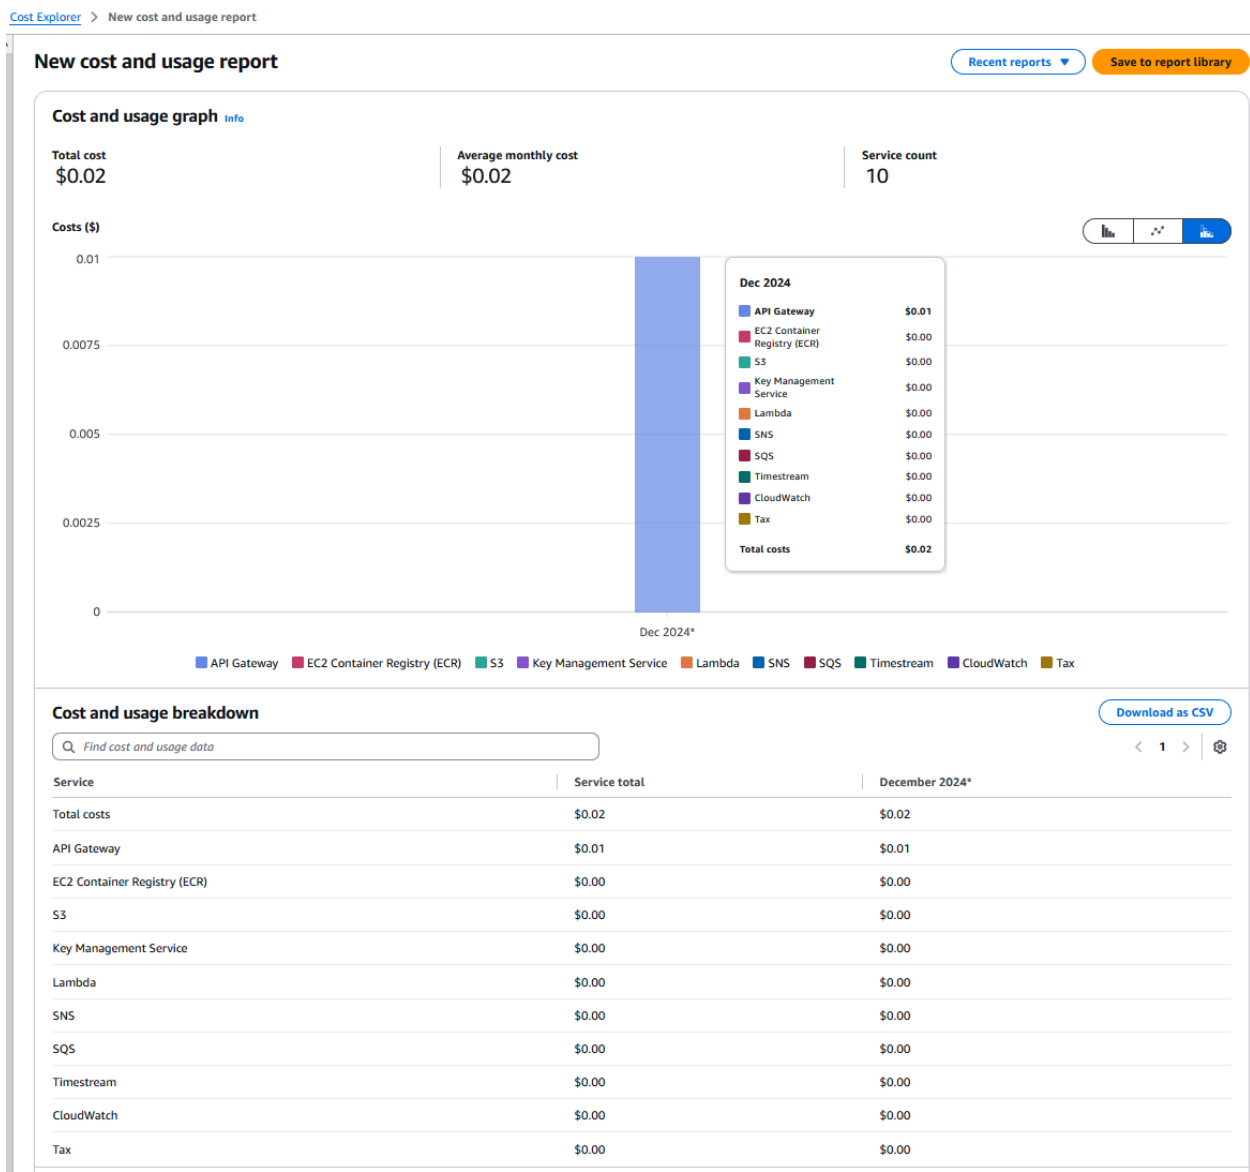 Cost Explorer > New cost and usage report
New cost and usage report
Recent reports ▼
Save to report library
Cost and usage graph Info
Total cost
$0.02
Average monthly cost
$0.02
Service count
10
Costs ($)
0.01
0.0075
0.005
0.0025
0
Dec 2024*
Dec 2024
API Gateway $0.01
EC2 Container
Registry (ECR) $0.00
S3 $0.00
Key Management
Service $0.00
Lambda $0.00
SNS $0.00
SQS $0.00
Timestream $0.00
CloudWatch $0.00
Tax $0.00
Total costs $0.02
API Gateway EC2 Container Registry (ECR) S3 Key Management Service Lambda SNS SQS Timestream CloudWatch Tax
Cost and usage breakdown
Download as CSV
Find cost and usage data
< 1 >
Service Service total December 2024*
Total costs $0.02 $0.02
API Gateway $0.01 $0.01
EC2 Container Registry (ECR) $0.00 $0.00
S3 $0.00 $0.00
Key Management Service $0.00 $0.00
Lambda $0.00 $0.00
SNS $0.00 $0.00
SQS $0.00 $0.00
Timestream $0.00 $0.00
CloudWatch $0.00 $0.00
Tax $0.00 $0.00